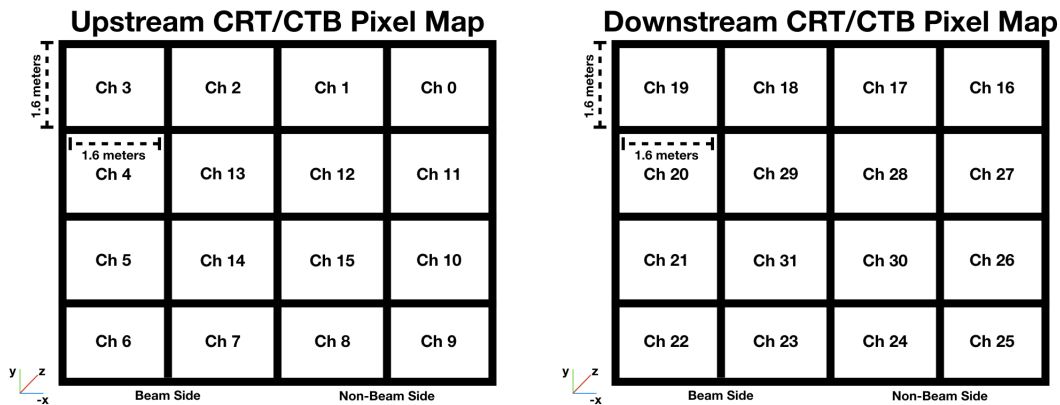 Upstream CRT/CTB Pixel Map
1.6 meters
Ch 3 Ch 2 Ch 1 Ch 0
1.6 meters
Ch 4 Ch 13 Ch 12 Ch 11
Ch 5 Ch 14 Ch 15 Ch 10
Ch 6 Ch 7 Ch 8 Ch 9
y z
-x
Beam Side Non-Beam Side
Downstream CRT/CTB Pixel Map
1.6 meters
Ch 19 Ch 18 Ch 17 Ch 16
1.6 meters
Ch 20 Ch 29 Ch 28 Ch 27
Ch 21 Ch 31 Ch 30 Ch 26
Ch 22 Ch 23 Ch 24 Ch 25
y z
-x
Beam Side Non-Beam Side